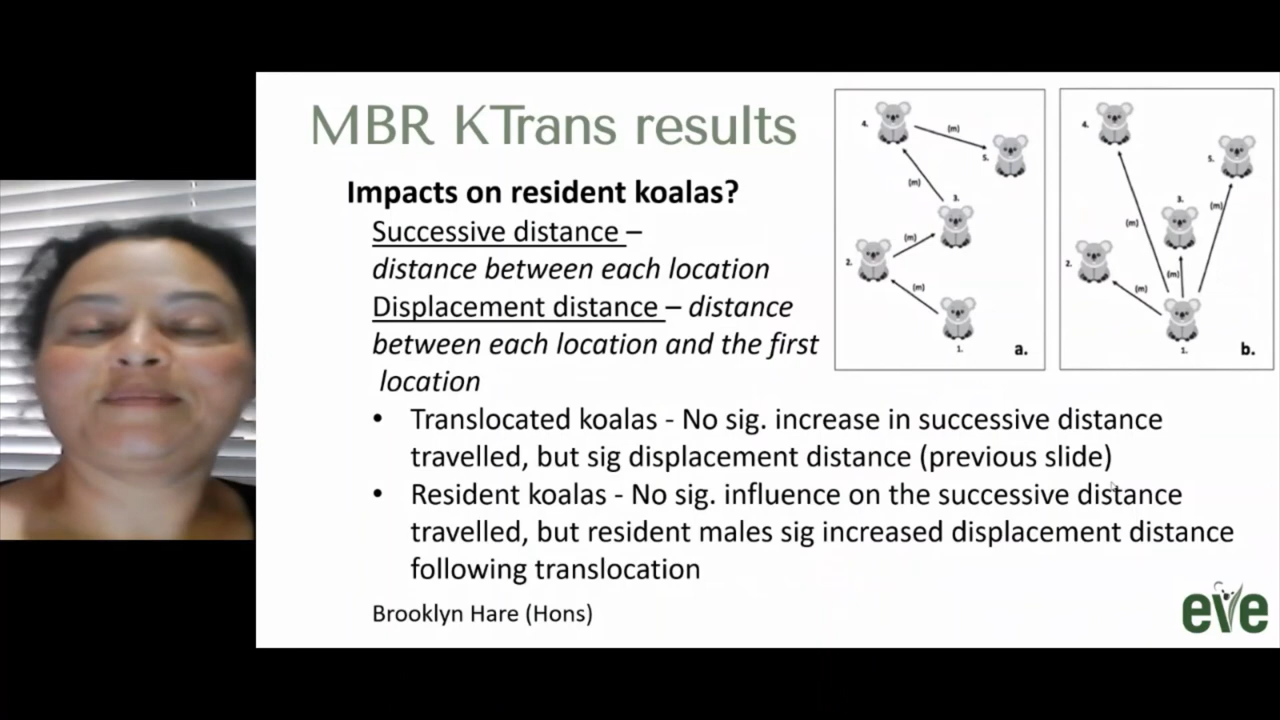 MBR KTrans results
Impacts on resident koalas?
Successive distance –
distance between each location
Displacement distance – distance
between each location and the first
location
• Translocated koalas - No sig. increase in successive distance
travelled, but sig displacement distance (previous slide)
• Resident koalas - No sig. influence on the successive distance
travelled, but resident males sig increased displacement distance
following translocation
Brooklyn Hare (Hons)
4.
(m)
5.
(m)
3.
(m)
2.
(m)
1.
a.
4.
5.
3.
(m)
(m)
2.
(m)
(m)
1.
b.
eve